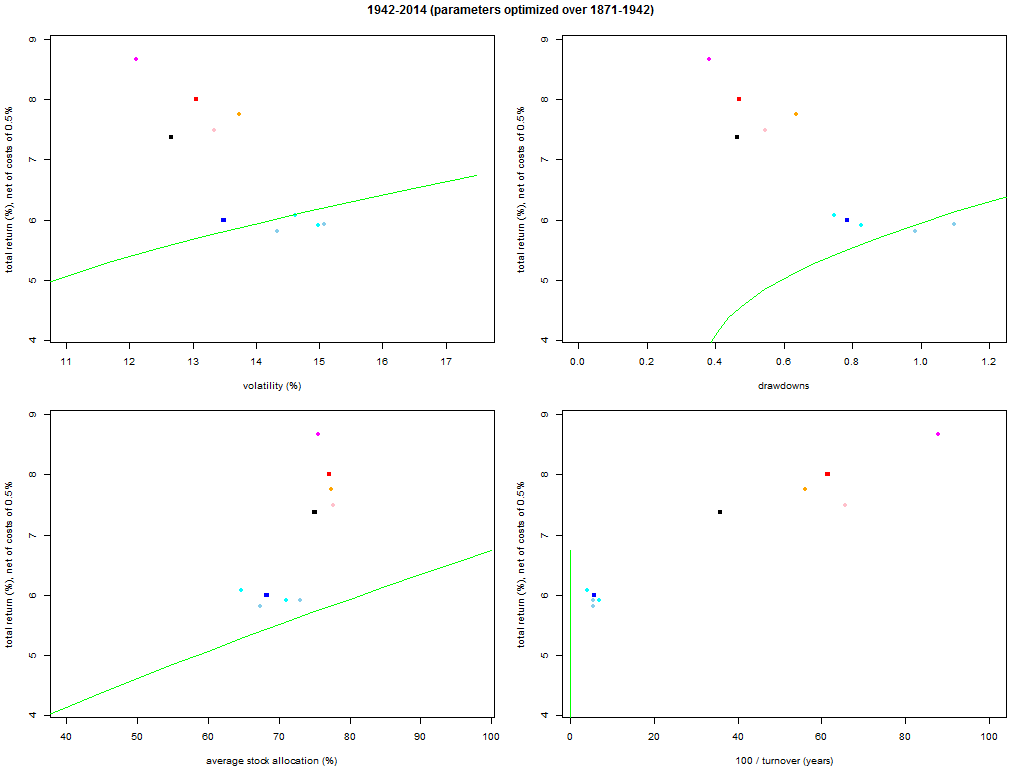 1942-2014 (parameters optimized over 1871-1942)
total return (%), net of costs of 0.5%
4 5 6 7 8 9
11 12 13 14 15 16 17
volatility (%)
total return (%), net of costs of 0.5%
4 5 6 7 8 9
0.0 0.2 0.4 0.6 0.8 1.0 1.2
drawdowns
total return (%), net of costs of 0.5%
4 5 6 7 8 9
40 50 60 70 80 90 100
average stock allocation (%)
total return (%), net of costs of 0.5%
4 5 6 7 8 9
0 20 40 60 80 100
100 / turnover (years)